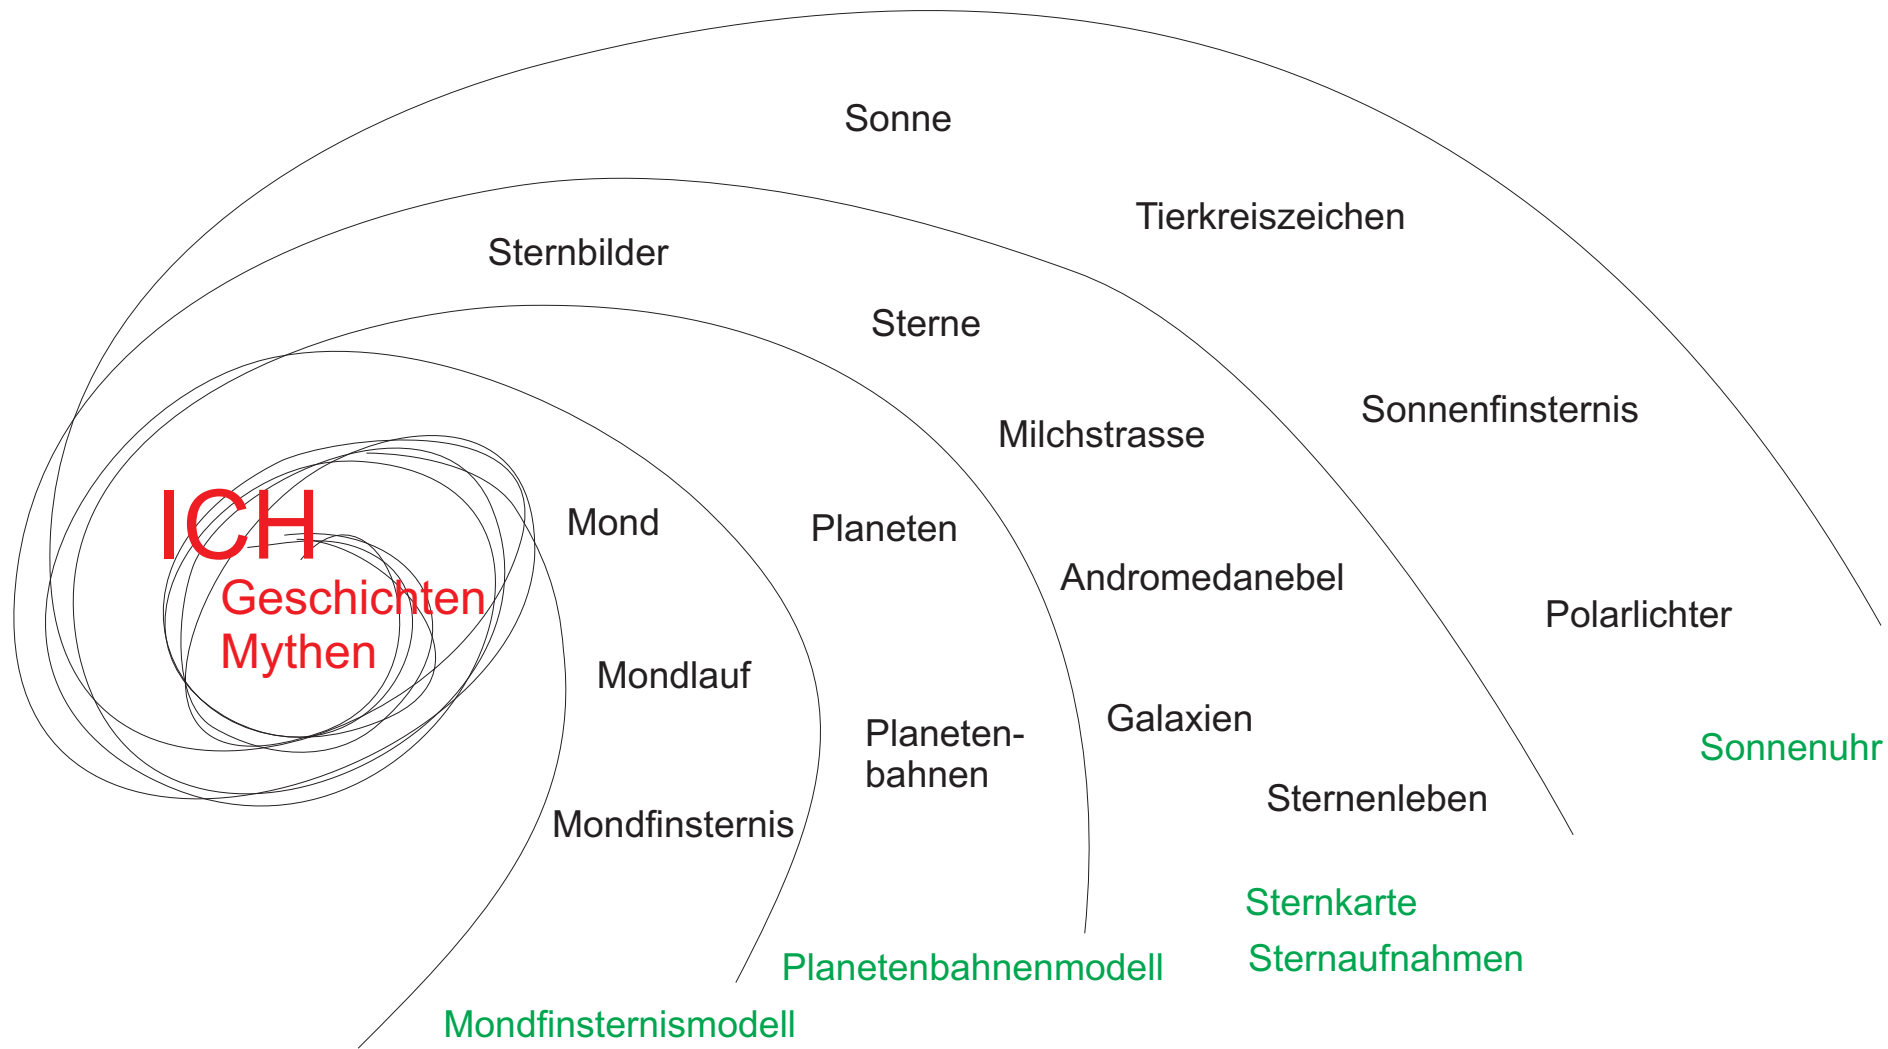 Sonne
Tierkreiszeichen
Sternbilder
Sterne
Sonnenfinsternis
Milchstrasse
ICH
Mond
Planeten
Andromedanebel
Geschichten
Polarlichter
Mythen
Mondlauf
Galaxien
Planeten-
bahnen
Sonnenuhr
Sternenleben
Mondfinsternis
Sternkarte
Sternaufnahmen
Planetenbahnenmodell
Mondfinsternismodell